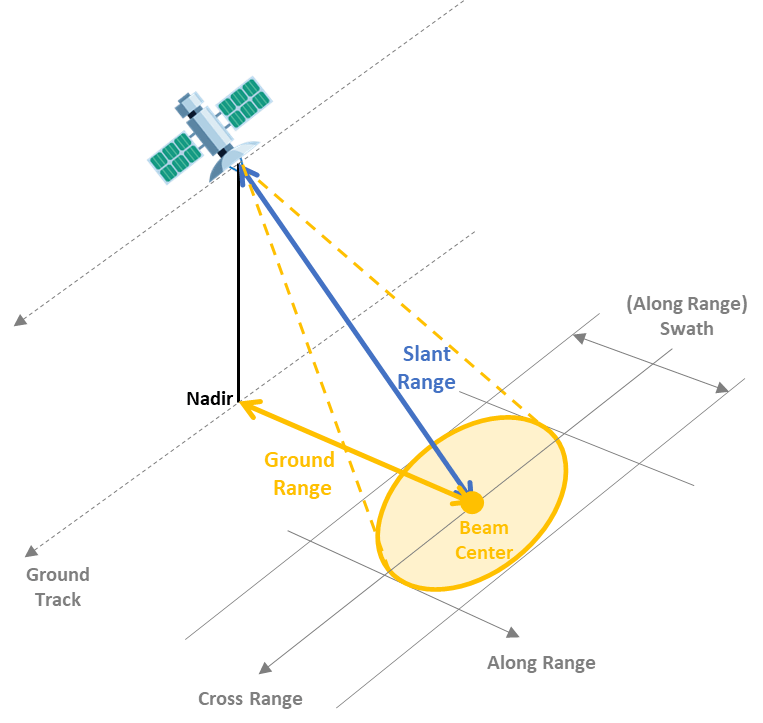 (Along Range)
Swath
Slant
Range
Nadir
Ground
Range
Beam
Center
Ground
Track
Along Range
Cross Range